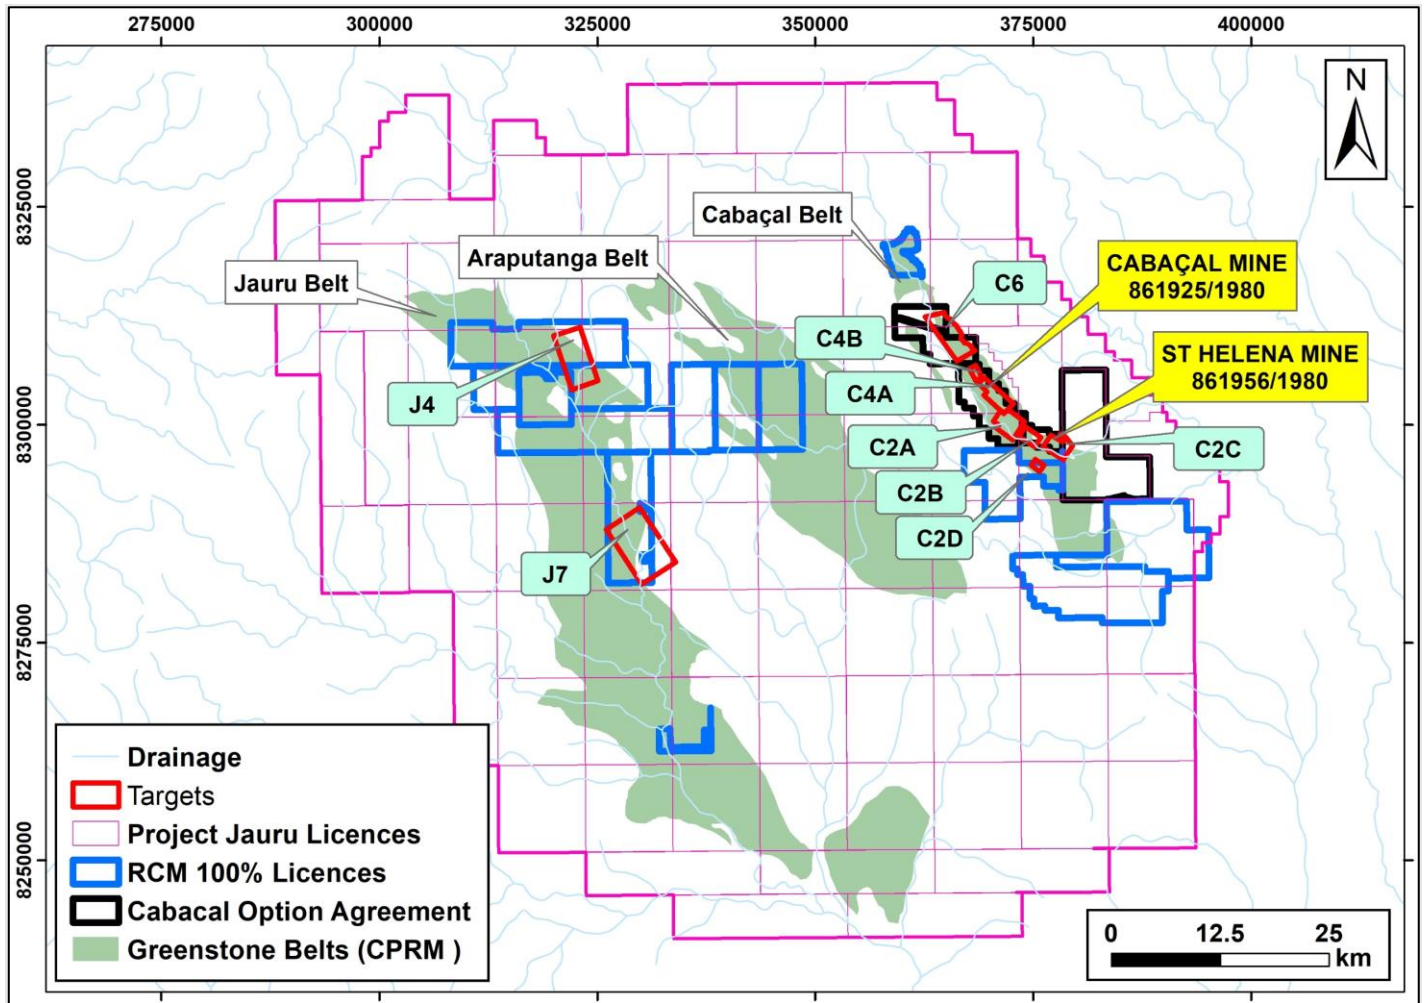 275000 300000 325000 350000 375000 400000
N
8325000
8300000
8275000
8250000
Cabaçal Belt
Araputanga Belt
Jauru Belt
CABAÇAL MINE
861925/1980
C6
C4B
ST HELENA MINE
861956/1980
C4A
J4
C2A
C2C
C2B
C2D
J7
Drainage
Targets
Project Jauru Licences
RCM 100% Licences
Cabacal Option Agreement
Greenstone Belts (CPRM )
0 12.5 25
km